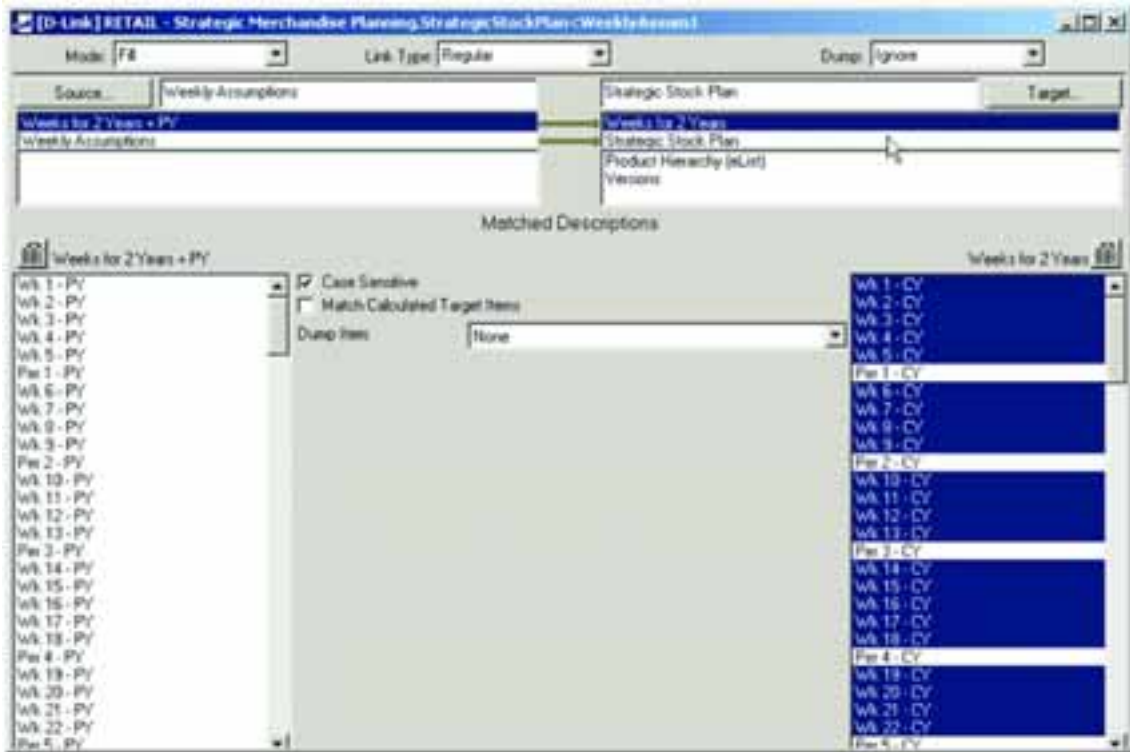 [D-Link] RETAIL - Strategic Merchandise Planning.StrategicStockPlan<WeeklyAssum1
Mode: Fill
Link Type: Regular
Dump: Ignore
Source...
Weekly Assumptions
Strategic Stock Plan
Target...
Weeks for 2 Years + PY
Weeks for 2 Years
Weekly Assumptions
Strategic Stock Plan
Product Hierarchy (eList)
Versions
Matched Descriptions
Weeks for 2 Years + PY
Weeks for 2 Years
Wk 1 - PY
Wk 2 - PY
Wk 3 - PY
Wk 4 - PY
Wk 5 - PY
Per 1 - PY
Wk 6 - PY
Wk 7 - PY
Wk 8 - PY
Wk 9 - PY
Per 2 - PY
Wk 10 - PY
Wk 11 - PY
Wk 12 - PY
Wk 13 - PY
Per 3 - PY
Wk 14 - PY
Wk 15 - PY
Wk 16 - PY
Wk 17 - PY
Wk 18 - PY
Per 4 - PY
Wk 19 - PY
Wk 20 - PY
Wk 21 - PY
Wk 22 - PY
Per 5 - PY
Case Sensitive
Match Calculated Target Items
Dump Item
None
Wk 1 - CY
Wk 2 - CY
Wk 3 - CY
Wk 4 - CY
Wk 5 - CY
Per 1 - CY
Wk 6 - CY
Wk 7 - CY
Wk 8 - CY
Wk 9 - CY
Per 2 - CY
Wk 10 - CY
Wk 11 - CY
Wk 12 - CY
Wk 13 - CY
Per 3 - CY
Wk 14 - CY
Wk 15 - CY
Wk 16 - CY
Wk 17 - CY
Wk 18 - CY
Per 4 - CY
Wk 19 - CY
Wk 20 - CY
Wk 21 - CY
Wk 22 - CY
Per 5 - CY